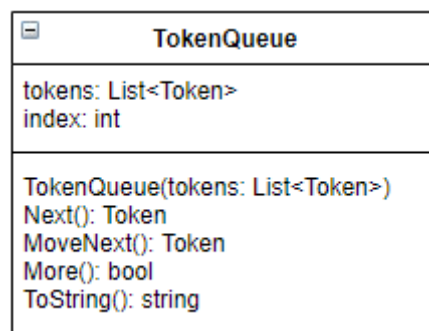 TokenQueue
tokens: List<Token>
index: int
TokenQueue(tokens: List<Token>)
Next(): Token
MoveNext(): Token
More(): bool
ToString(): string